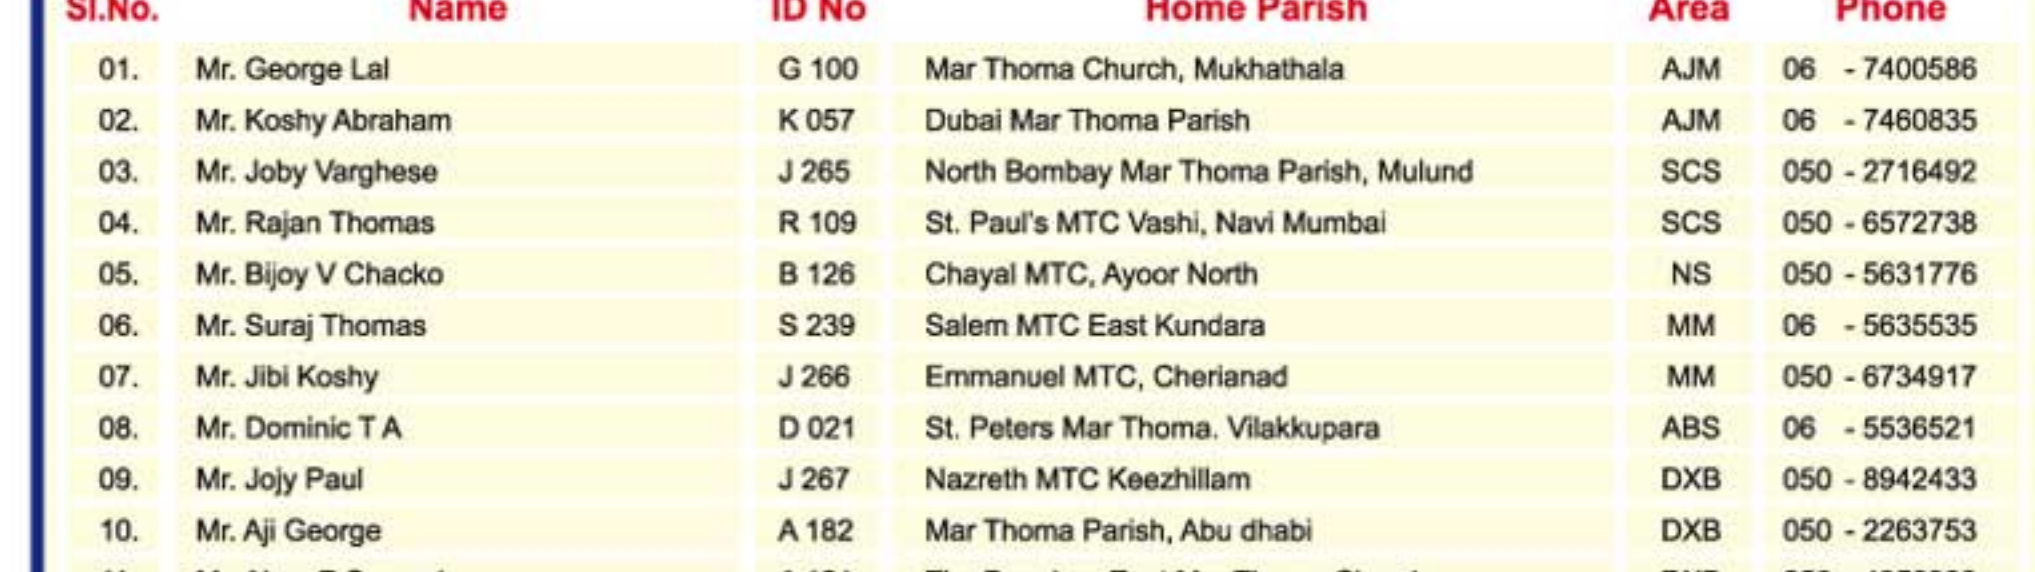 Sl.No. Name ID No Home Parish Area Phone
01. Mr. George Lal G 100 Mar Thoma Church, Mukhathala AJM 06 - 7400586
02. Mr. Koshy Abraham K 057 Dubai Mar Thoma Parish AJM 06 - 7460835
03. Mr. Joby Varghese J 265 North Bombay Mar Thoma Parish, Mulund SCS 050 - 2716492
04. Mr. Rajan Thomas R 109 St. Paul's MTC Vashi, Navi Mumbai SCS 050 - 6572738
05. Mr. Bijoy V Chacko B 126 Chayal MTC, Ayoor North NS 050 - 5631776
06. Mr. Suraj Thomas S 239 Salem MTC East Kundara MM 06 - 5635535
07. Mr. Jibi Koshy J 266 Emmanuel MTC, Cherianad MM 050 - 6734917
08. Mr. Dominic T A D 021 St. Peters Mar Thoma. Vilakkupara ABS 06 - 5536521
09. Mr. Jojy Paul J 267 Nazreth MTC Keezhillam DXB 050 - 8942433
10. Mr. Aji George A 182 Mar Thoma Parish, Abu dhabi DXB 050 - 2263753